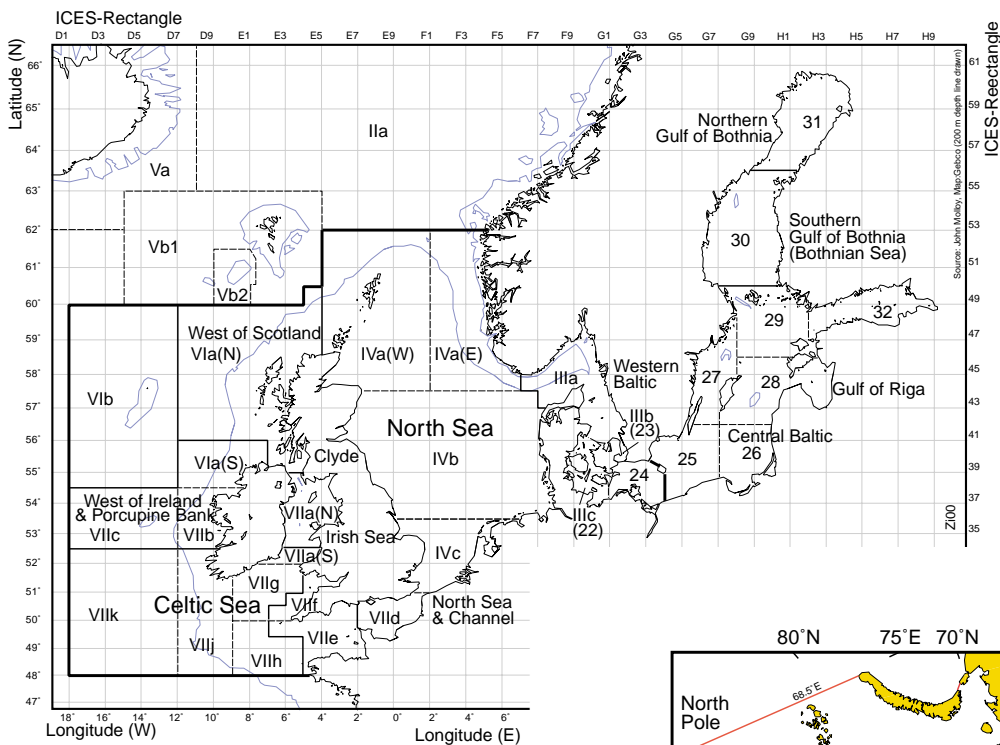 ICES-Rectangle
D1 D3 D5 D7 D9 E1 E3 E5 E7 E9 F1 F3 F5 F7 F9 G1 G3 G5 G7 G9 H1 H3 H5 H7 H9
Latitude (N)
66° 65° 64° 63° 62° 61° 60° 59° 58° 57° 56° 55° 54° 53° 52° 51° 50° 49° 48° 47°
61 59 57 55 53 51 49 47 45 43 41 39 37 35
ICES-Reectangle
Source: John Molloy, Map:Gebco (200 m depth line drawn)
ZI00
IIa
Va
Vb1
Vb2
Northern
Gulf of Bothnia
31
30
Southern
Gulf of Bothnia
(Bothnian Sea)
29
32
West of Scotland
VIa(N)
IVa(W)
IVa(E)
IIIa
Western
Baltic
27
28
Gulf of Riga
VIb
North Sea
IVb
IIIb
(23)
Central Baltic
26
25
24
VIa(S)
Clyde
West of Ireland
& Porcupine Bank
VIIc
VIIb
VIIa(N)
Irish Sea
VIIa(S)
IIIc
(22)
IVc
VIIg
Celtic Sea
VIIk
VIIf
VIId
North Sea
& Channel
VIIj
VIIe
VIIh
18° 16° 14° 12° 10° 8° 6° 4° 2° 0° 2° 4° 6°
Longitude (W)
Longitude (E)
80°N
75°E
70°N
68.5°E
North
Pole